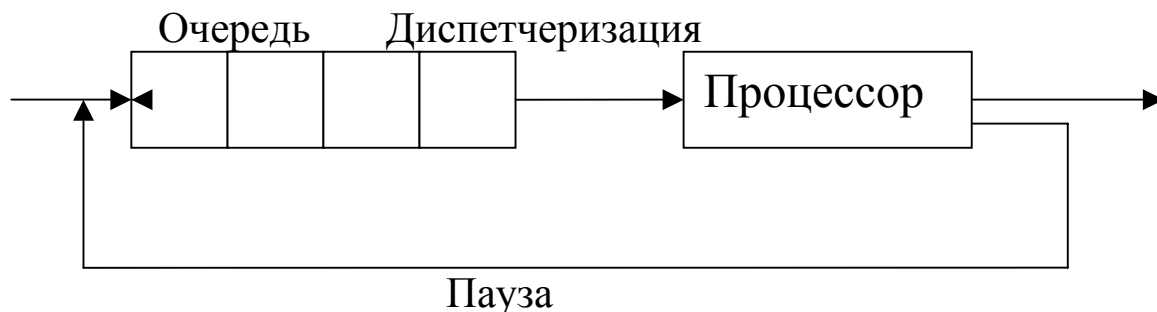 Очередь
Диспетчеризация
Процессор
Пауза